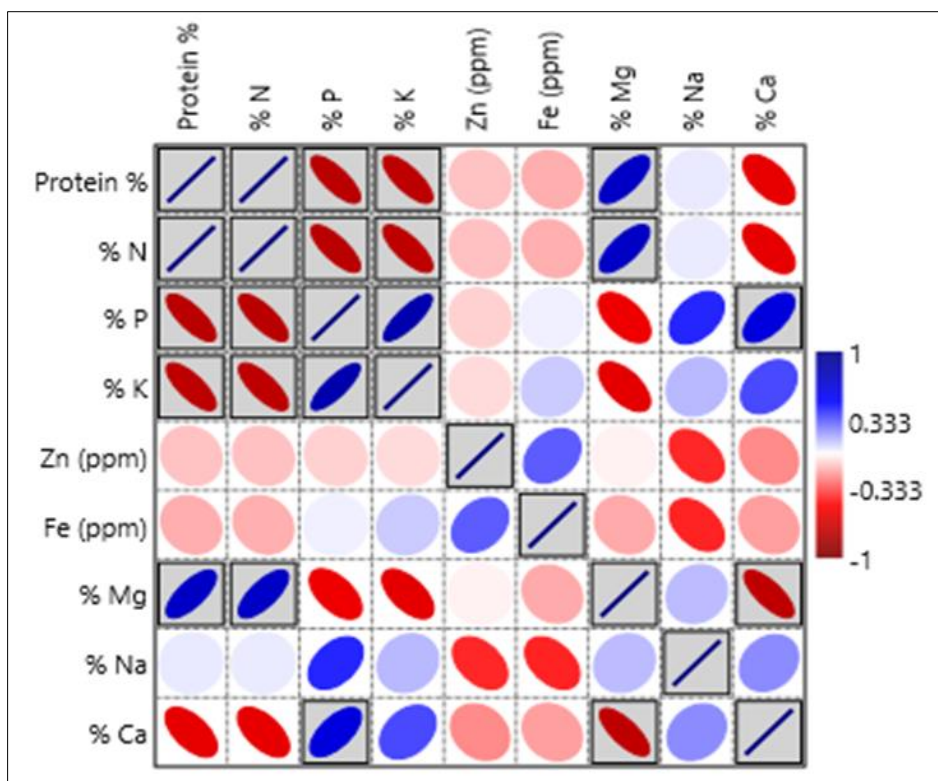 Protein %
% N
% P
% K
Zn (ppm)
Fe (ppm)
% Mg
% Na
% Ca
Protein %
% N
% P
% K
Zn (ppm)
Fe (ppm)
% Mg
% Na
% Ca
1
0.333
-0.333
-1